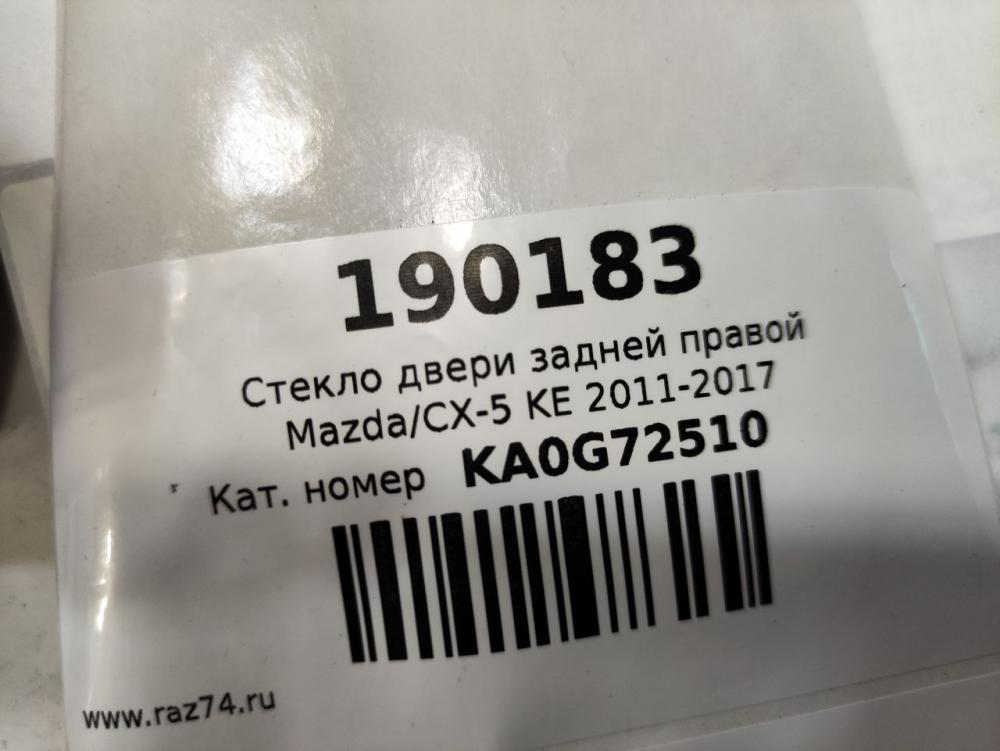 190183
Стекло двери задней правой
Mazda/CX-5 KE 2011-2017
Кат. номер KA0G72510
www.raz74.ru